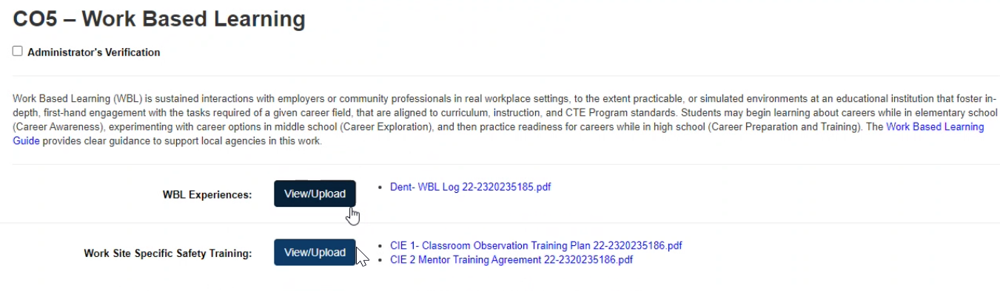 CO5 – Work Based Learning
Administrator's Verification
Work Based Learning (WBL) is sustained interactions with employers or community professionals in real workplace settings, to the extent practicable, or simulated environments at an educational institution that foster in-
depth, first-hand engagement with the tasks required of a given career field, that are aligned to curriculum, instruction, and CTE Program standards. Students may begin learning about careers while in elementary school
(Career Awareness), experimenting with career options in middle school (Career Exploration), and then practice readiness for careers while in high school (Career Preparation and Training). The Work Based Learning
Guide provides clear guidance to support local agencies in this work.
WBL Experiences: View/Upload • Dent- WBL Log 22-2320235185.pdf
Work Site Specific Safety Training: View/Upload • CIE 1- Classroom Observation Training Plan 22-2320235186.pdf
• CIE 2 Mentor Training Agreement 22-2320235186.pdf